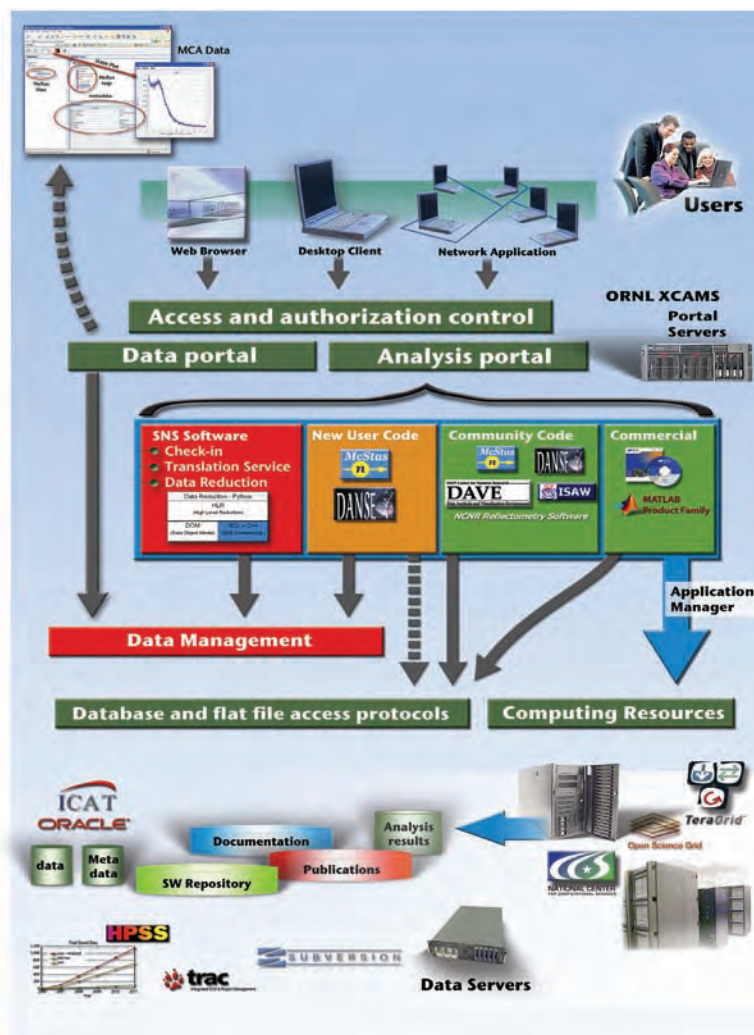 MCA Data
Users
Web Browser
Desktop Client
Network Application
ORNL XCAMS
Portal
Servers
Access and authorization control
Data portal
Analysis portal
SNS Software
Check-in
Translation Service
Data Reduction
Data Reduction - Python
HLR
(High Level Reduction)
DOM
New User Code
McStas
n
DANSE
Community Code
McStas
n
DANSE
DAVE
ISAW
NCNR Reflectometry Software
Commercial
MATLAB
Product Family
Application
Manager
Data Management
Database and flat file access protocols
Computing Resources
ICAT
ORACLE
data
Meta
data
Documentation
Analysis
results
SW Repository
Publications
TeraGrid
Open Science Grid
NATIONAL CENTER
HPSS
trac
SUBVERSION
Data Servers